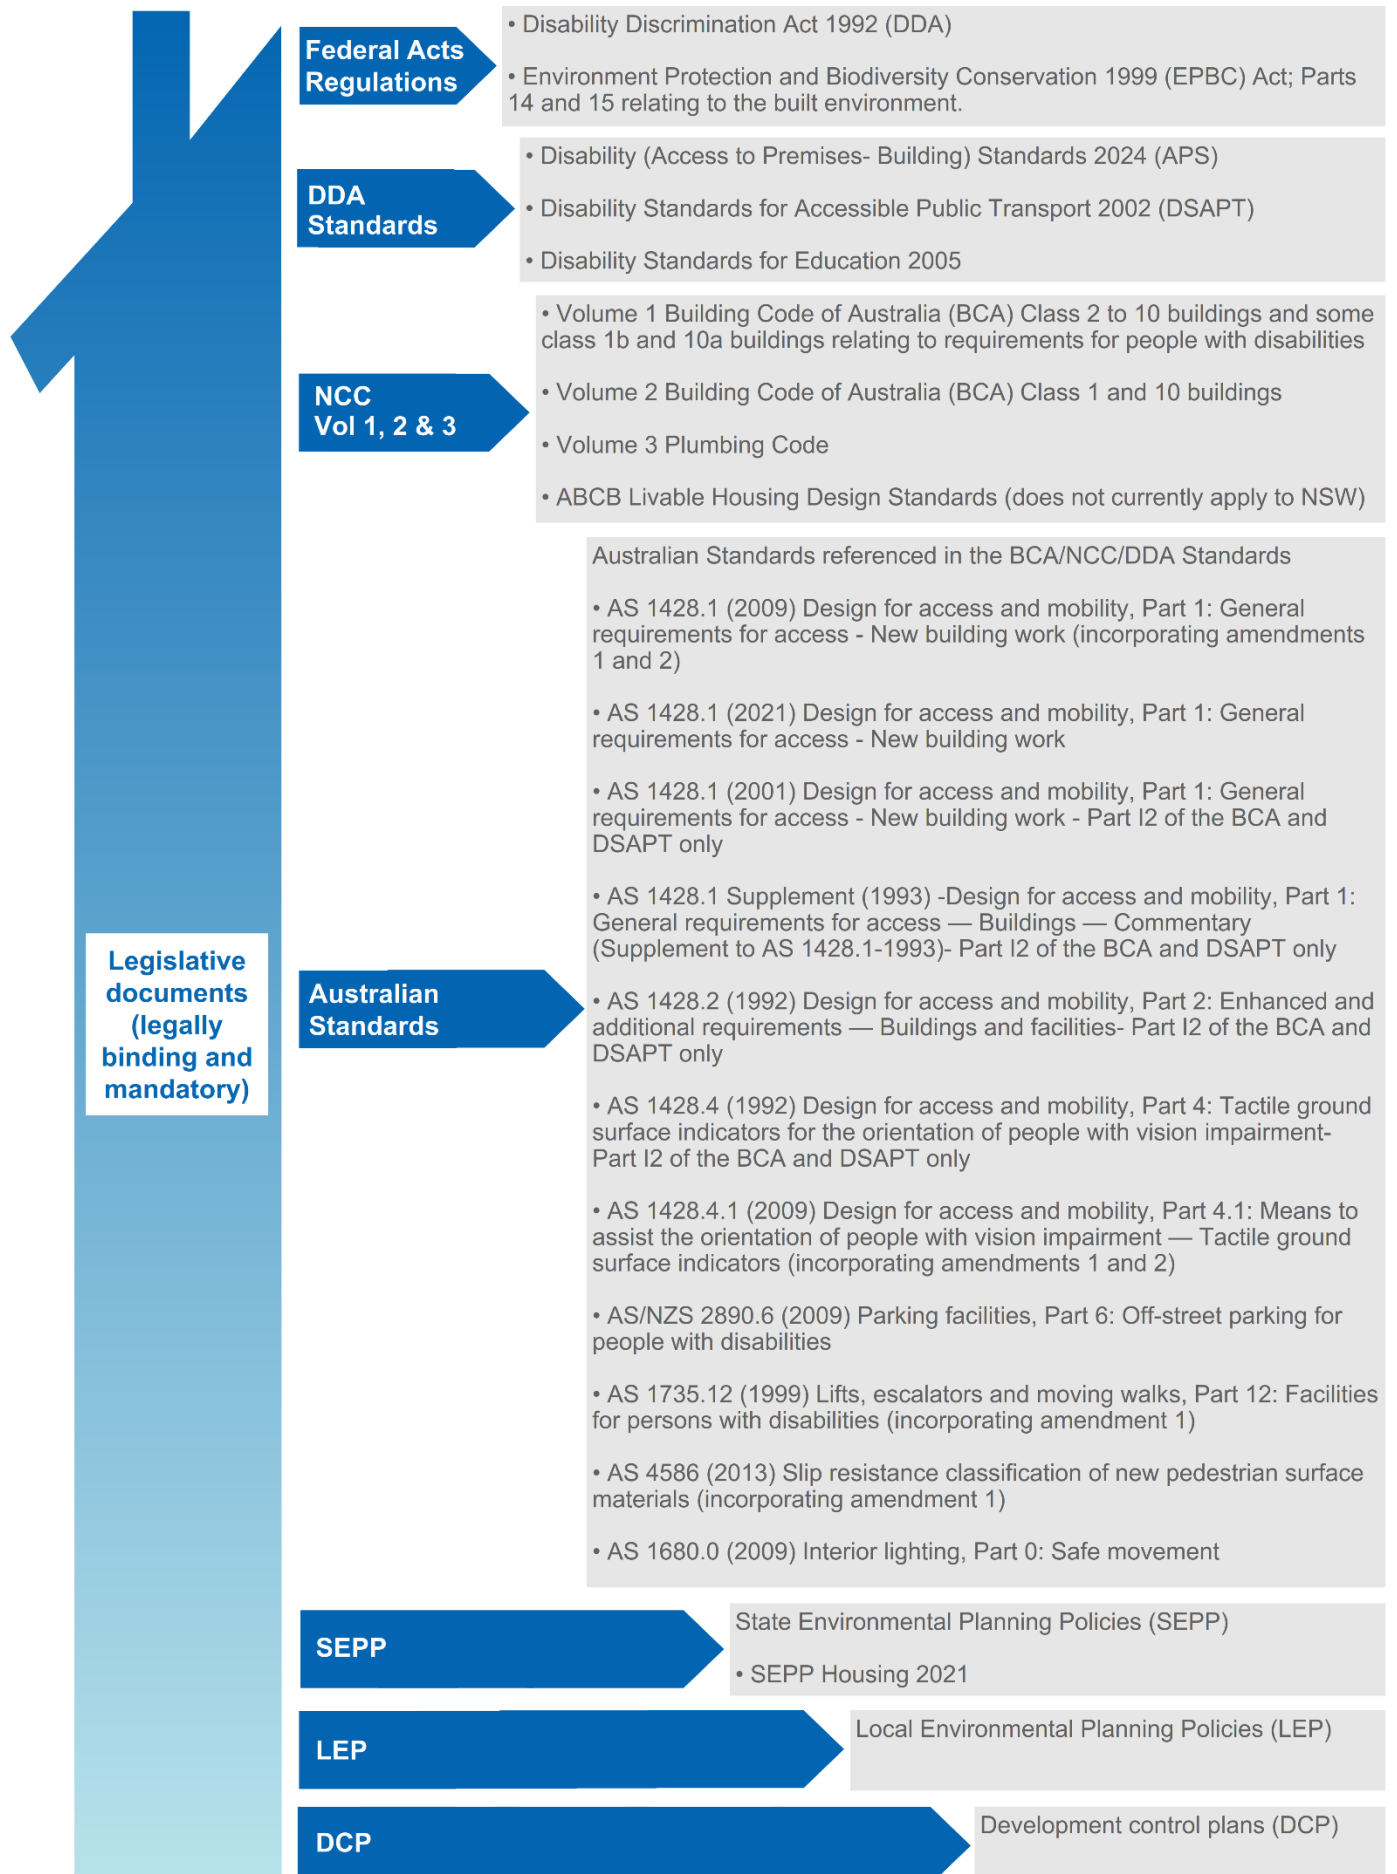 Federal Acts
Regulations
• Disability Discrimination Act 1992 (DDA)
• Environment Protection and Biodiversity Conservation 1999 (EPBC) Act; Parts
14 and 15 relating to the built environment.
DDA
Standards
• Disability (Access to Premises- Building) Standards 2024 (APS)
• Disability Standards for Accessible Public Transport 2002 (DSAPT)
• Disability Standards for Education 2005
NCC
Vol 1, 2 & 3
• Volume 1 Building Code of Australia (BCA) Class 2 to 10 buildings and some
class 1b and 10a buildings relating to requirements for people with disabilities
• Volume 2 Building Code of Australia (BCA) Class 1 and 10 buildings
• Volume 3 Plumbing Code
• ABCB Livable Housing Design Standards (does not currently apply to NSW)
Legislative
documents
(legally
binding and
mandatory)
Australian
Standards
Australian Standards referenced in the BCA/NCC/DDA Standards
• AS 1428.1 (2009) Design for access and mobility, Part 1: General
requirements for access - New building work (incorporating amendments
1 and 2)
• AS 1428.1 (2021) Design for access and mobility, Part 1: General
requirements for access - New building work
• AS 1428.1 (2001) Design for access and mobility, Part 1: General
requirements for access - New building work - Part I2 of the BCA and
DSAPT only
• AS 1428.1 Supplement (1993) -Design for access and mobility, Part 1:
General requirements for access — Buildings — Commentary
(Supplement to AS 1428.1-1993)- Part I2 of the BCA and DSAPT only
• AS 1428.2 (1992) Design for access and mobility, Part 2: Enhanced and
additional requirements — Buildings and facilities- Part I2 of the BCA and
DSAPT only
• AS 1428.4 (1992) Design for access and mobility, Part 4: Tactile ground
surface indicators for the orientation of people with vision impairment-
Part I2 of the BCA and DSAPT only
• AS 1428.4.1 (2009) Design for access and mobility, Part 4.1: Means to
assist the orientation of people with vision impairment — Tactile ground
surface indicators (incorporating amendments 1 and 2)
• AS/NZS 2890.6 (2009) Parking facilities, Part 6: Off-street parking for
people with disabilities
• AS 1735.12 (1999) Lifts, escalators and moving walks, Part 12: Facilities
for persons with disabilities (incorporating amendment 1)
• AS 4586 (2013) Slip resistance classification of new pedestrian surface
materials (incorporating amendment 1)
• AS 1680.0 (2009) Interior lighting, Part 0: Safe movement
SEPP
State Environmental Planning Policies (SEPP)
• SEPP Housing 2021
LEP
Local Environmental Planning Policies (LEP)
DCP
Development control plans (DCP)